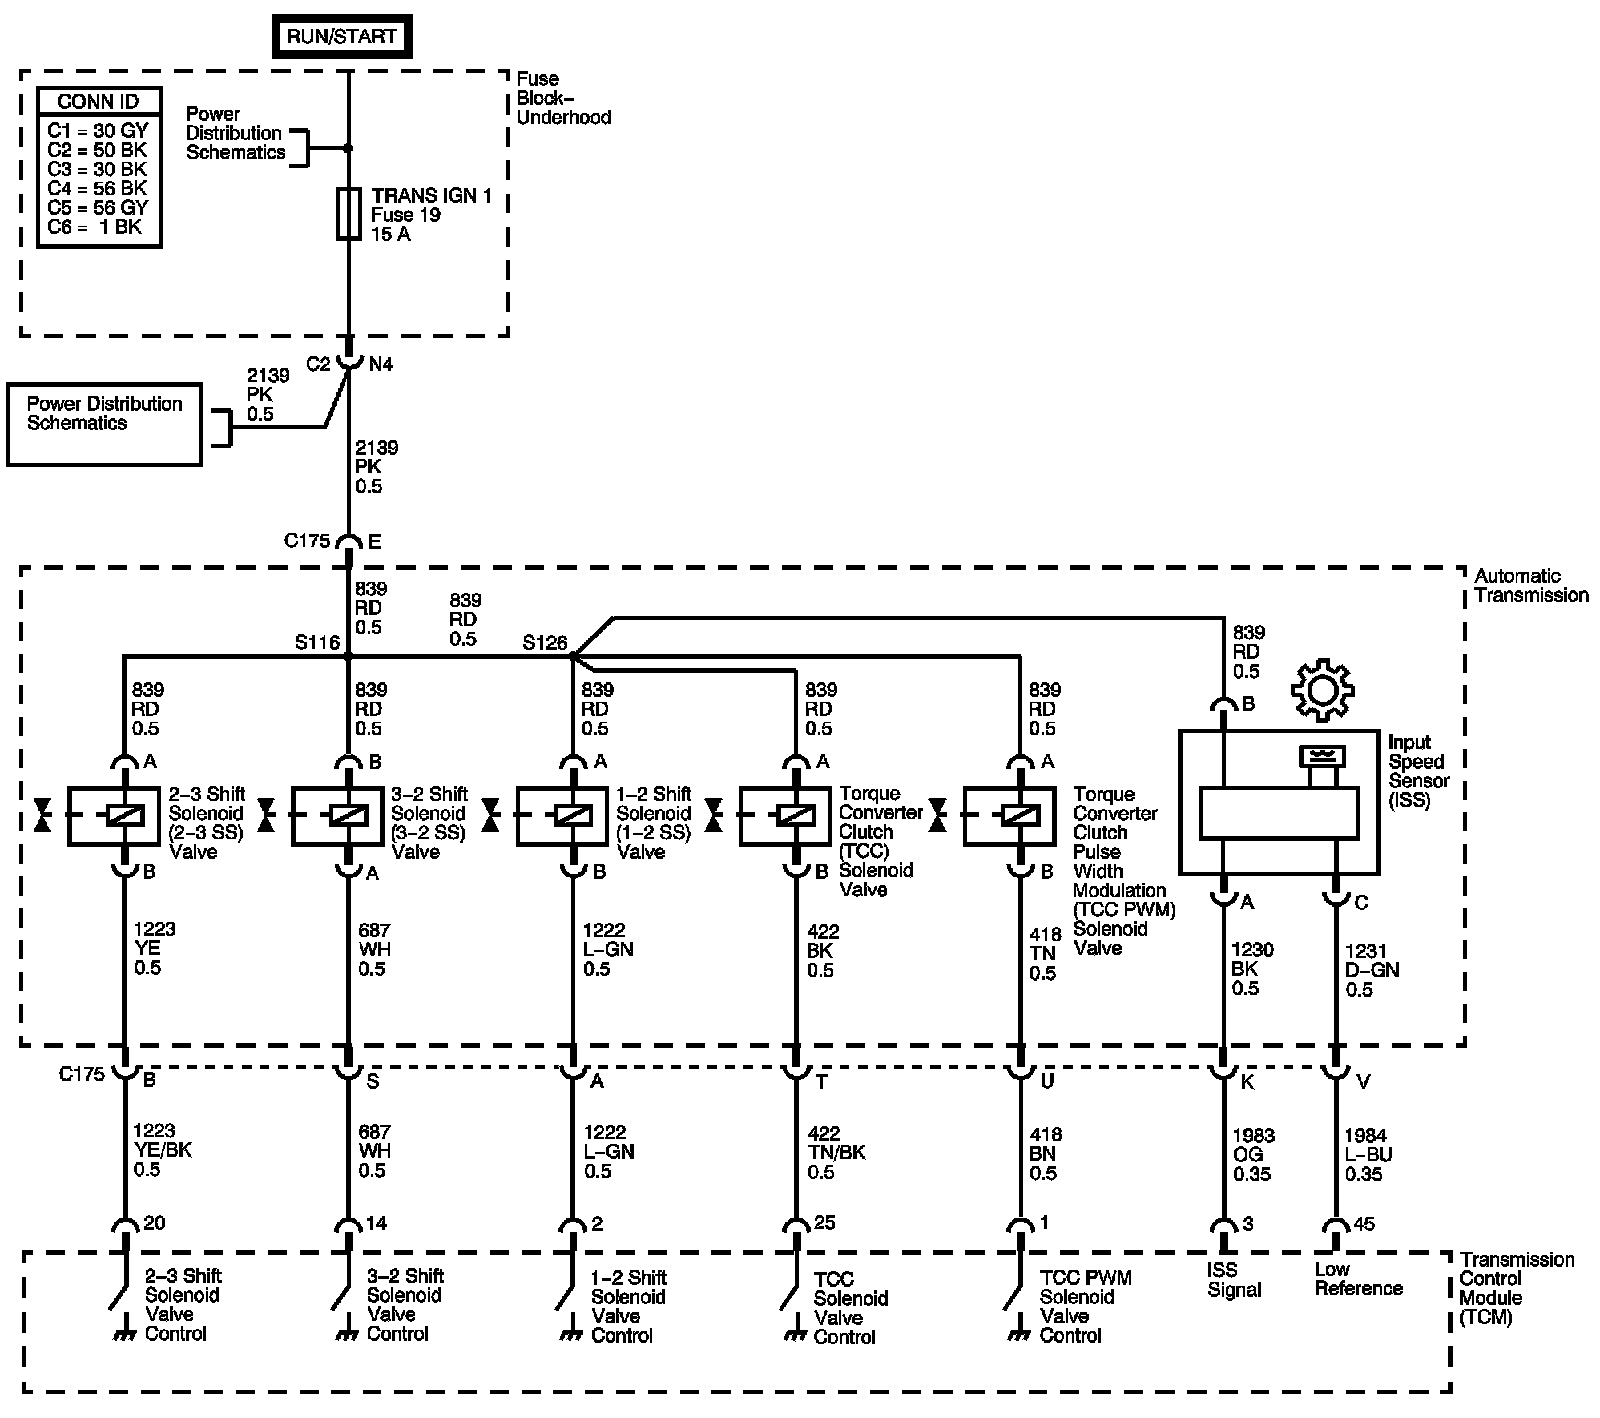 RUN/START
Fuse
Block–
Underhood
CONN ID
C1 = 30 GY
C2 = 50 BK
C3 = 30 BK
C4 = 56 BK
C5 = 56 GY
C6 = 1 BK
Power
Distribution
Schematics
TRANS IGN 1
Fuse 19
15 A
C2
N4
2139
PK
0.5
Power Distribution
Schematics
2139
PK
0.5
C175
E
Automatic
Transmission
839
RD
0.5
839
RD
0.5
S116
S126
839
RD
0.5
839
RD
0.5
839
RD
0.5
839
RD
0.5
839
RD
0.5
839
RD
0.5
A
B
A
A
A
B
2–3 Shift
Solenoid
(2–3 SS)
Valve
3–2 Shift
Solenoid
(3–2 SS)
Valve
1–2 Shift
Solenoid
(1–2 SS)
Valve
Torque
Converter
Clutch
(TCC)
Solenoid
Valve
Torque
Converter
Clutch
Pulse
Width
Modulation
(TCC PWM)
Solenoid
Valve
Input
Speed
Sensor
(ISS)
B
A
B
B
B
A
C
1223
YE
0.5
687
WH
0.5
1222
L–GN
0.5
422
BK
0.5
418
TN
0.5
1230
BK
0.5
1231
D–GN
0.5
C175
B
S
A
T
U
K
V
1223
YE/BK
0.5
687
WH
0.5
1222
L–GN
0.5
422
TN/BK
0.5
418
BN
0.5
1983
OG
0.35
1984
L–BU
0.35
20
14
2
25
1
3
45
2–3 Shift
Solenoid
Valve
Control
3–2 Shift
Solenoid
Valve
Control
1–2 Shift
Solenoid
Valve
Control
TCC
Solenoid
Valve
Control
TCC PWM
Solenoid
Valve
Control
ISS
Signal
Low
Reference
Transmission
Control
Module
(TCM)